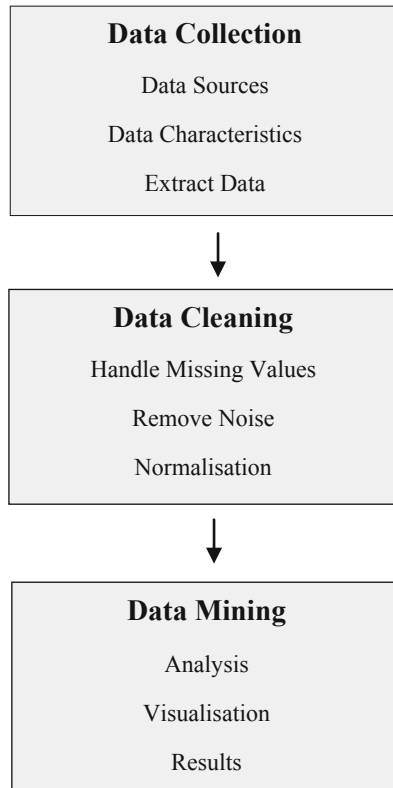 Data Collection
Data Sources
Data Characteristics
Extract Data
Data Cleaning
Handle Missing Values
Remove Noise
Normalisation
Data Mining
Analysis
Visualisation
Results